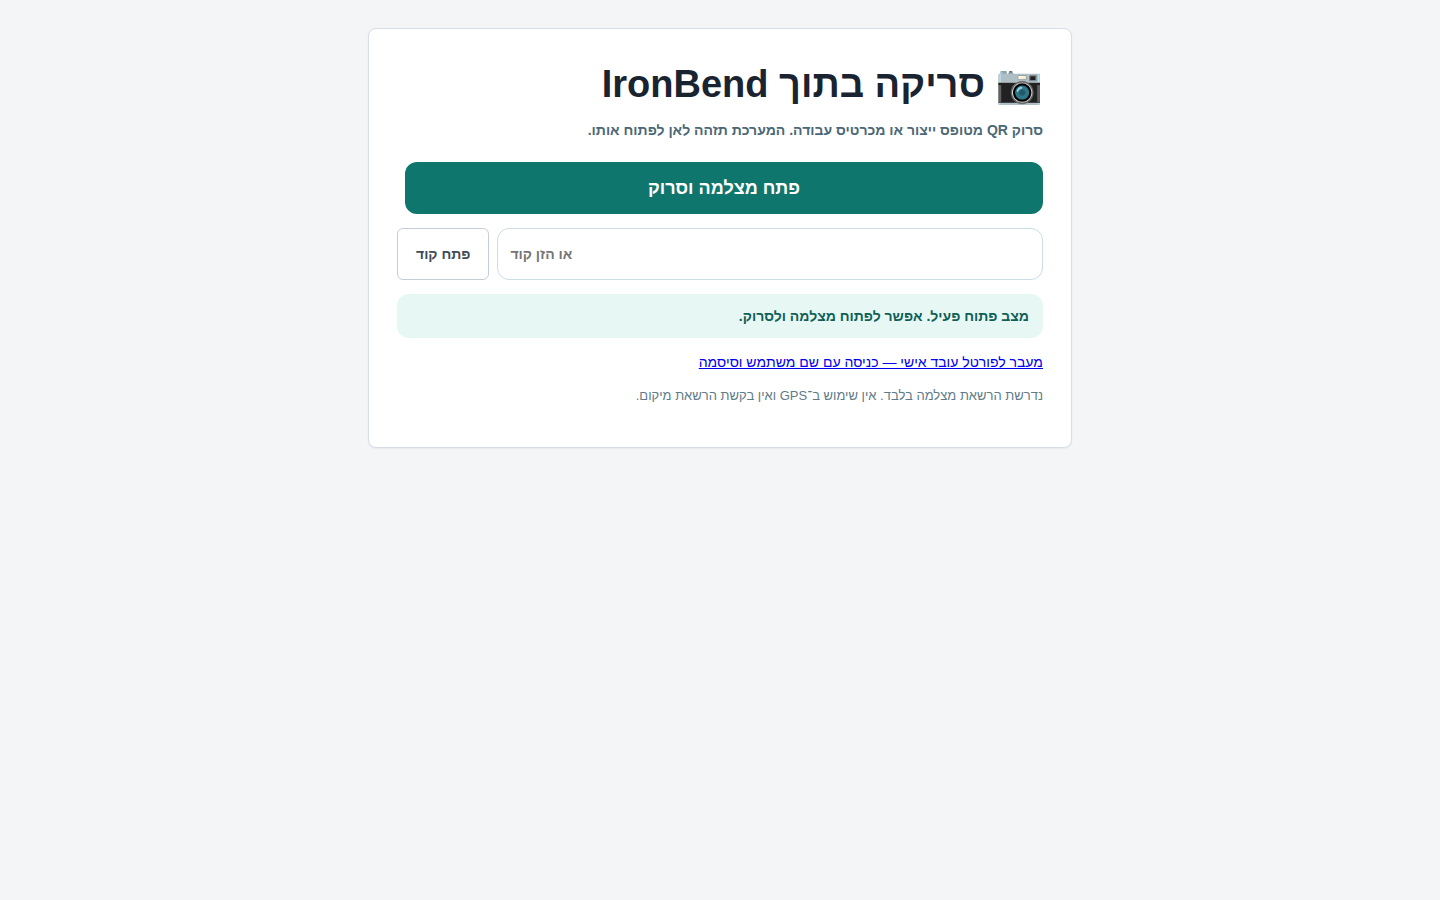 📷 סריקה בתוך IronBend
סרוק QR מטופס ייצור או מכרטיס עבודה. המערכת תזהה לאן לפתוח אותו.
פתח מצלמה וסרוק
או הזן קוד
פתח קוד
מצב פתוח פעיל. אפשר לפתוח מצלמה ולסרוק.
מעבר לפורטל עובד אישי — כניסה עם שם משתמש וסיסמה
נדרשת הרשאת מצלמה בלבד. אין שימוש ב־GPS ואין בקשת הרשאת מיקום.